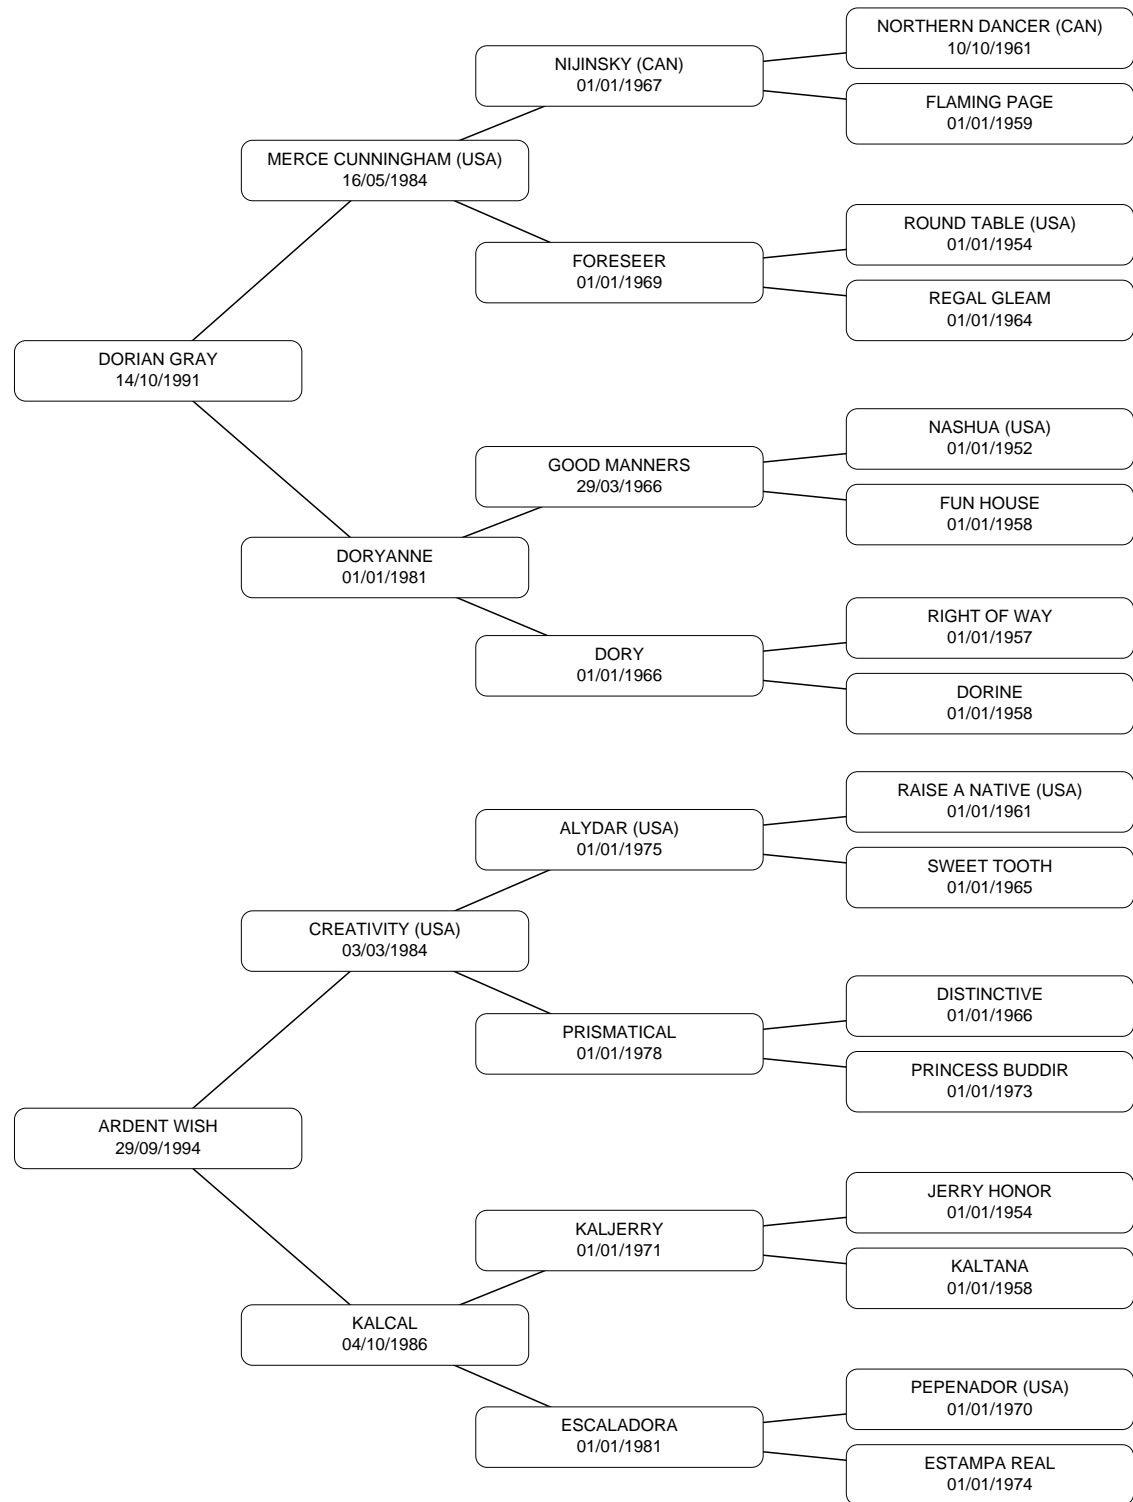 NORTHERN DANCER (CAN)
10/10/1961
NIJINSKY (CAN)
01/01/1967
FLAMING PAGE
01/01/1959
MERCE CUNNINGHAM (USA)
16/05/1984
ROUND TABLE (USA)
01/01/1954
FORESEER
01/01/1969
REGAL GLEAM
01/01/1964
DORIAN GRAY
14/10/1991
NASHUA (USA)
01/01/1952
GOOD MANNERS
29/03/1966
FUN HOUSE
01/01/1958
DORYANNE
01/01/1981
RIGHT OF WAY
01/01/1957
DORY
01/01/1966
DORINE
01/01/1958
RAISE A NATIVE (USA)
01/01/1961
ALYDAR (USA)
01/01/1975
SWEET TOOTH
01/01/1965
CREATIVITY (USA)
03/03/1984
DISTINCTIVE
01/01/1966
PRISMATICAL
01/01/1978
PRINCESS BUDDIR
01/01/1973
ARDENT WISH
29/09/1994
JERRY HONOR
01/01/1954
KALJERRY
01/01/1971
KALTANA
01/01/1958
KALCAL
04/10/1986
PEPENADOR (USA)
01/01/1970
ESCALADORA
01/01/1981
ESTAMPA REAL
01/01/1974